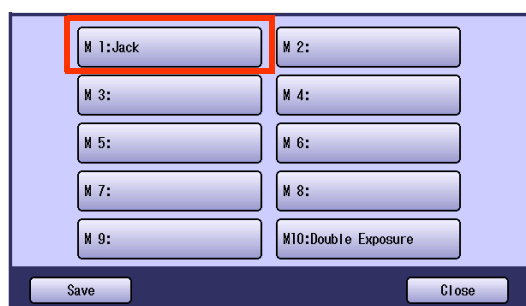 M 1:Jack
M 2:
M 3:
M 4:
M 5:
M 6:
M 7:
M 8:
M 9:
M10:Double Exposure
Save
Close